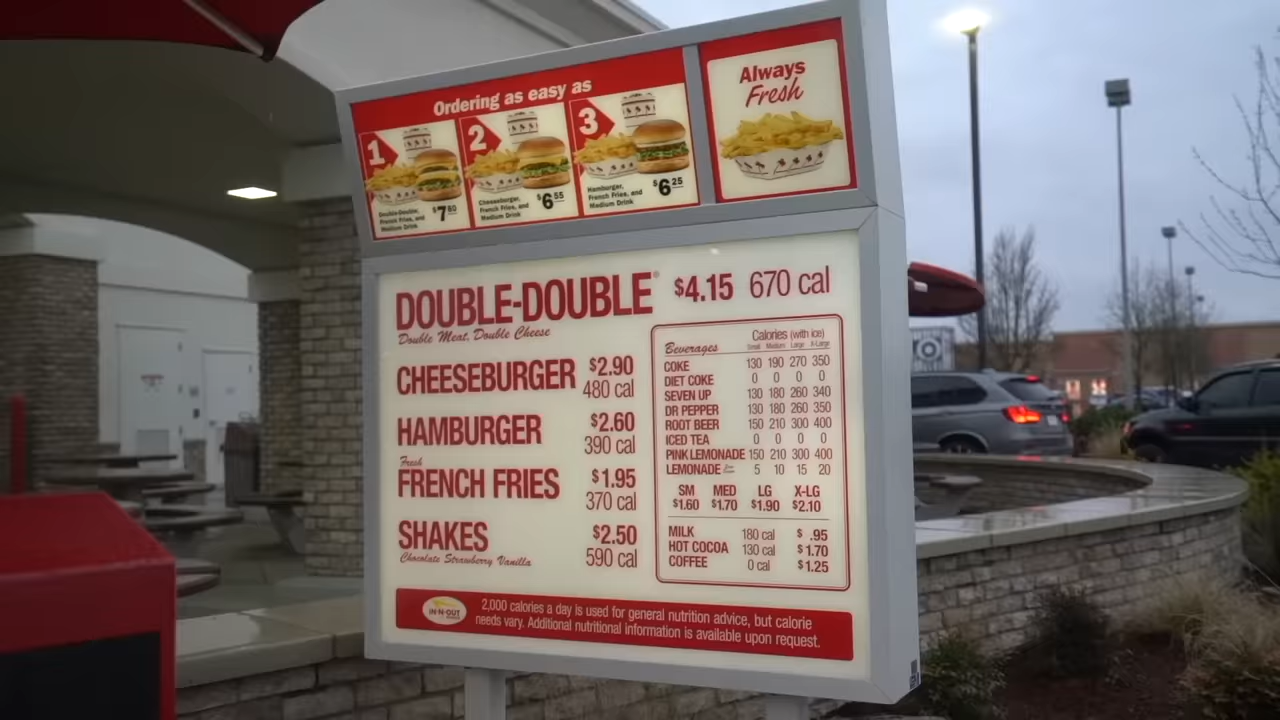 Ordering as easy as
1
Double-Double,
French Fries, and
Medium Drink
$7 80
2
Cheeseburger,
French Fries, and
Medium Drink
$6 55
3
Hamburger,
French Fries, and
Medium Drink
$6 25
Always
Fresh
DOUBLE-DOUBLE® $4.15 670 cal
Double Meat, Double Cheese
CHEESEBURGER $2.90
480 cal
HAMBURGER $2.60
390 cal
Fresh
FRENCH FRIES $1.95
370 cal
SHAKES $2.50
Chocolate Strawberry Vanilla 590 cal
Calories (with ice)
Beverages Small Medium Large X-Large
COKE 130 190 270 350
DIET COKE 0 0 0 0
SEVEN UP 130 180 260 340
DR PEPPER 130 180 260 350
ROOT BEER 150 210 300 400
ICED TEA 0 0 0 0
PINK LEMONADE 150 210 300 400
LEMONADE 5 10 15 20
SM MED LG X-LG
$1.60 $1.70 $1.90 $2.10
MILK 180 cal $ .95
HOT COCOA 130 cal $1.70
COFFEE 0 cal $1.25
IN-N-OUT
2,000 calories a day is used for general nutrition advice, but calorie
needs vary. Additional nutritional information is available upon request.